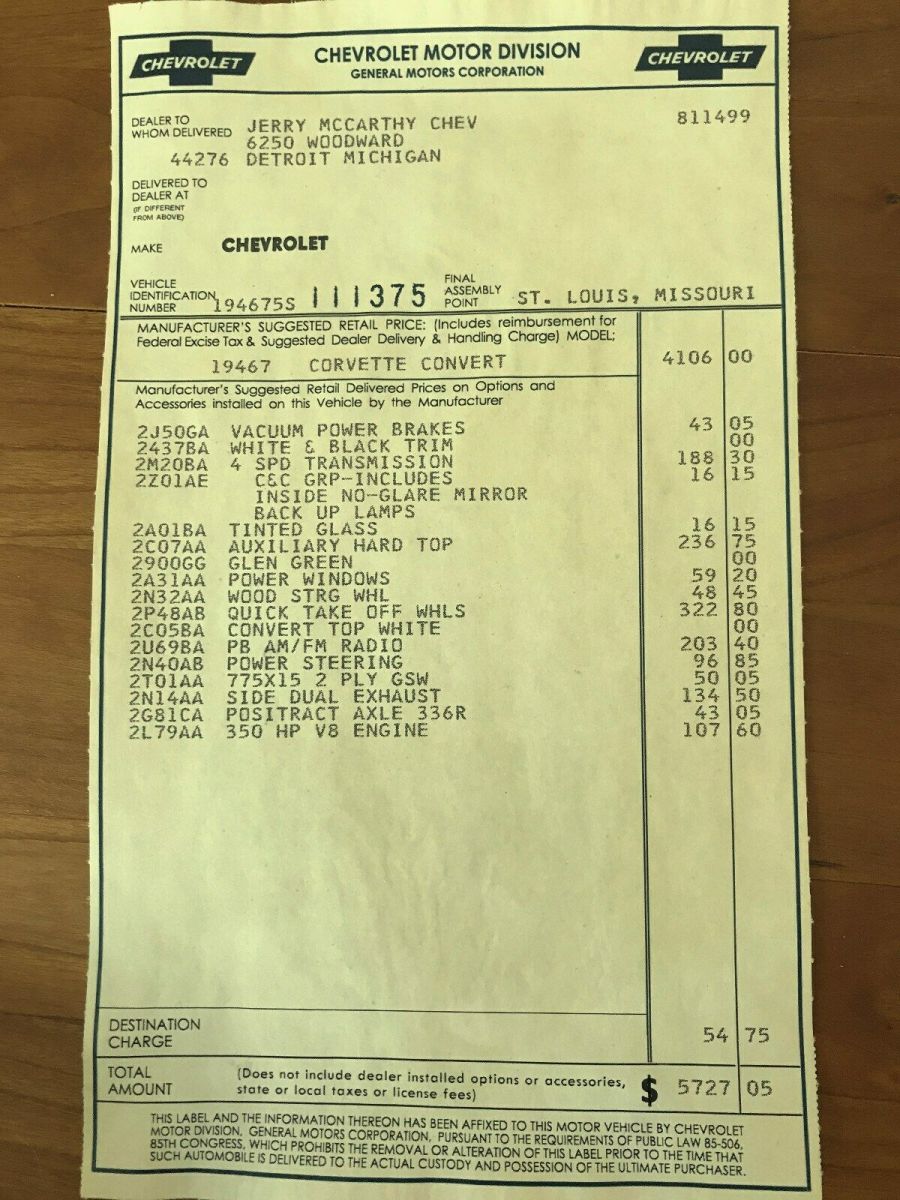 CHEVROLET CHEVROLET MOTOR DIVISION CHEVROLET
GENERAL MOTORS CORPORATION
DEALER TO
WHOM DELIVERED JERRY MCCARTHY CHEV 811499
6250 WOODWARD
44276 DETROIT MICHIGAN
DELIVERED TO
DEALER AT
(IF DIFFERENT
FROM ABOVE)
MAKE CHEVROLET
VEHICLE
IDENTIFICATION
NUMBER 194675S 111375 FINAL
ASSEMBLY
POINT ST. LOUIS, MISSOURI
MANUFACTURER'S SUGGESTED RETAIL PRICE: (Includes reimbursement for
Federal Excise Tax & Suggested Dealer Delivery & Handling Charge) MODEL;
19467 CORVETTE CONVERT 4106 00
Manufacturer's Suggested Retail Delivered Prices on Options and
Accessories installed on this Vehicle by the Manufacturer
2J50GA VACUUM POWER BRAKES 43 05
2437BA WHITE & BLACK TRIM 00
2M20BA 4 SPD TRANSMISSION 188 30
2Z01AE C&C GRP-INCLUDES 16 15
INSIDE NO-GLARE MIRROR
BACK UP LAMPS
2A01BA TINTED GLASS 16 15
2C07AA AUXILIARY HARD TOP 236 75
2900GG GLEN GREEN 00
2A31AA POWER WINDOWS 59 20
2N32AA WOOD STRG WHL 48 45
2P48AB QUICK TAKE OFF WHLS 322 80
2C05BA CONVERT TOP WHITE 00
2U69BA PB AM/FM RADIO 203 40
2N40AB POWER STEERING 96 85
2T01AA 775X15 2 PLY GSW 50 05
2N14AA SIDE DUAL EXHAUST 134 50
2G81CA POSITRACT AXLE 336R 43 05
2L79AA 350 HP V8 ENGINE 107 60
DESTINATION
CHARGE 54 75
TOTAL
AMOUNT (Does not include dealer installed options or accessories,
state or local taxes or license fees) $ 5727 05
THIS LABEL AND THE INFORMATION THEREON HAS BEEN AFFIXED TO THIS MOTOR VEHICLE BY CHEVROLET
MOTOR DIVISION, GENERAL MOTORS CORPORATION, PURSUANT TO THE REQUIREMENTS OF PUBLIC LAW 85-506,
85TH CONGRESS, WHICH PROHIBITS THE REMOVAL OR ALTERATION OF THIS LABEL PRIOR TO THE TIME THAT
SUCH AUTOMOBILE IS DELIVERED TO THE ACTUAL CUSTODY AND POSSESSION OF THE ULTIMATE PURCHASER.